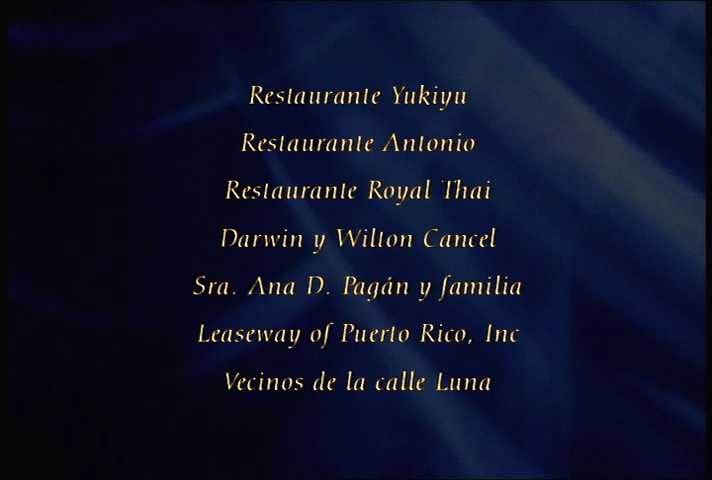 Restaurante Yukiyu
Restaurante Antonio
Restaurante Royal Thai
Darwin y Wilton Cancel
Sra. Ana D. Pagán y familia
Leaseway of Puerto Rico, Inc
Vecinos de la calle Luna